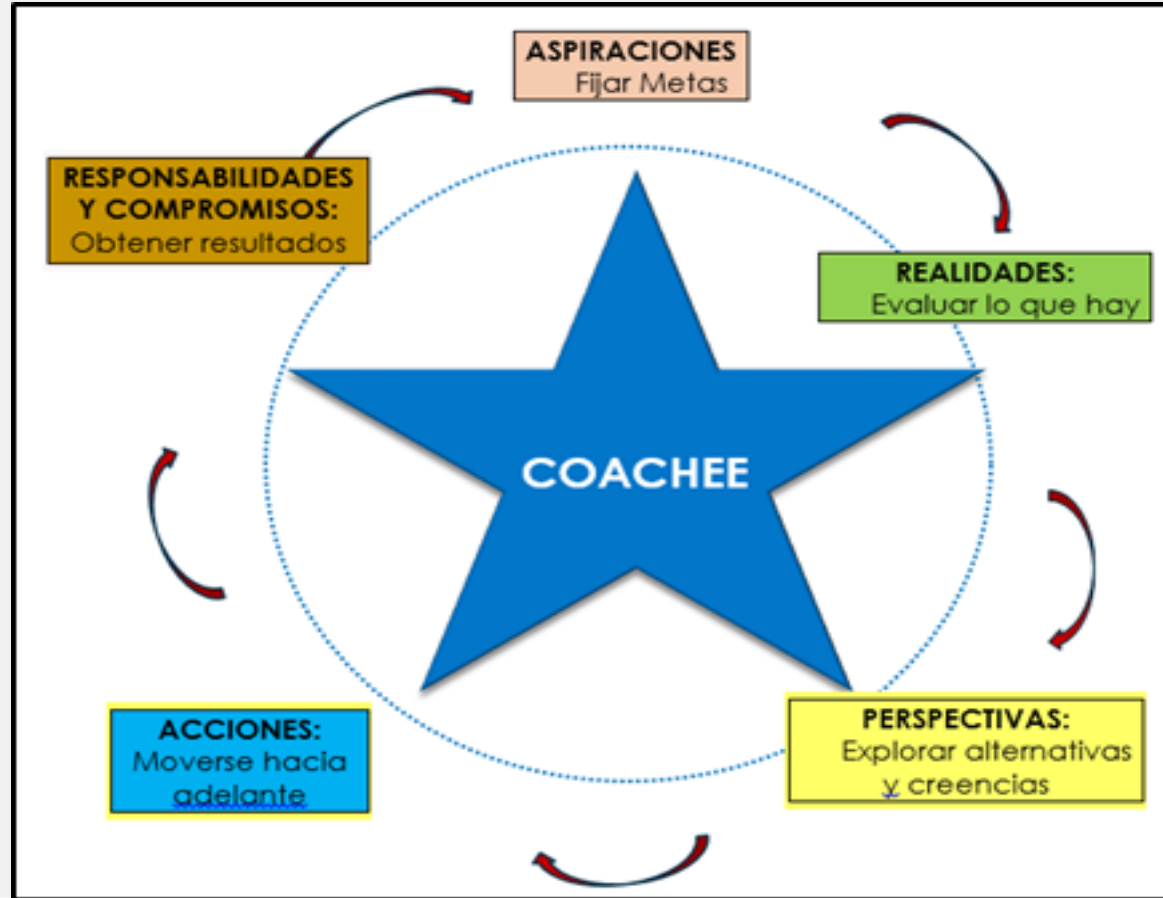 ASPIRACIONES
Fijar Metas
RESPONSABILIDADES
Y COMPROMISOS:
Obtener resultados
REALIDADES:
Evaluar lo que hay
COACHEE
ACCIONES:
Moverse hacia
adelante
PERSPECTIVAS:
Explorar alternativas
y creencias